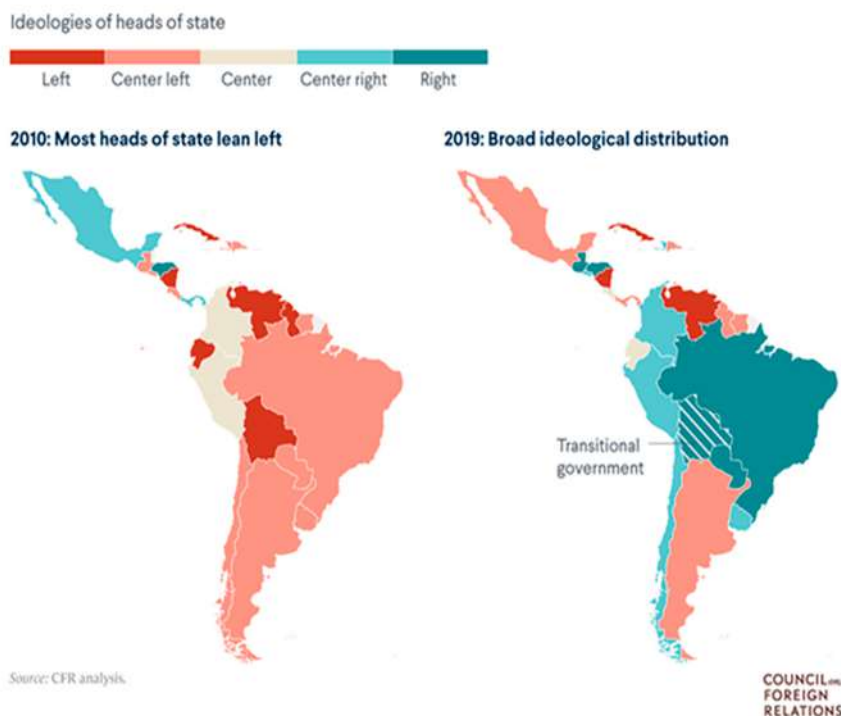 Ideologies of heads of state
Left Center left Center Center right Right
2010: Most heads of state lean left
2019: Broad ideological distribution
Transitional
government
Source: CFR analysis.
COUNCIL on
FOREIGN
RELATIONS